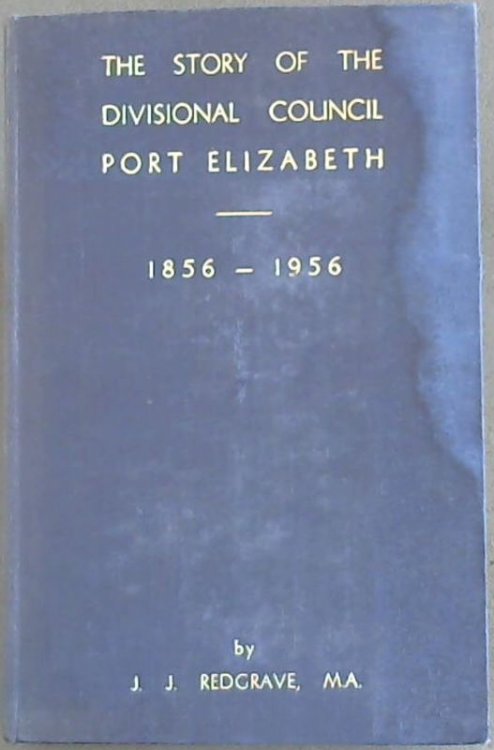 THE STORY OF THE
DIVISIONAL COUNCIL
PORT ELIZABETH
1856 – 1956
by
J. J. REDGRAVE, M.A.